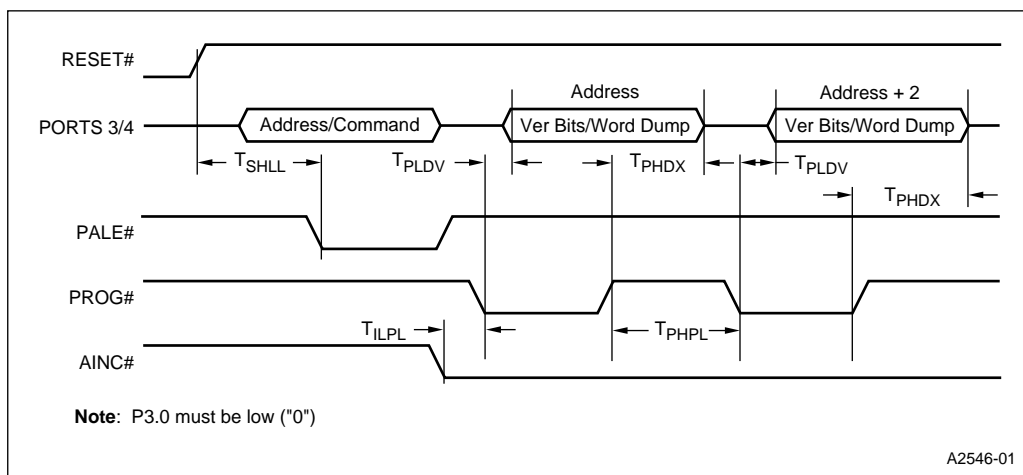 RESET#
Address
Address + 2
PORTS 3/4
Address/Command
Ver Bits/Word Dump
Ver Bits/Word Dump
TSHLL
TPLDV
TPHDX
TPLDV
TPHDX
PALE#
PROG#
TILPL
TPHPL
AINC#
Note: P3.0 must be low ("0")
A2546-01